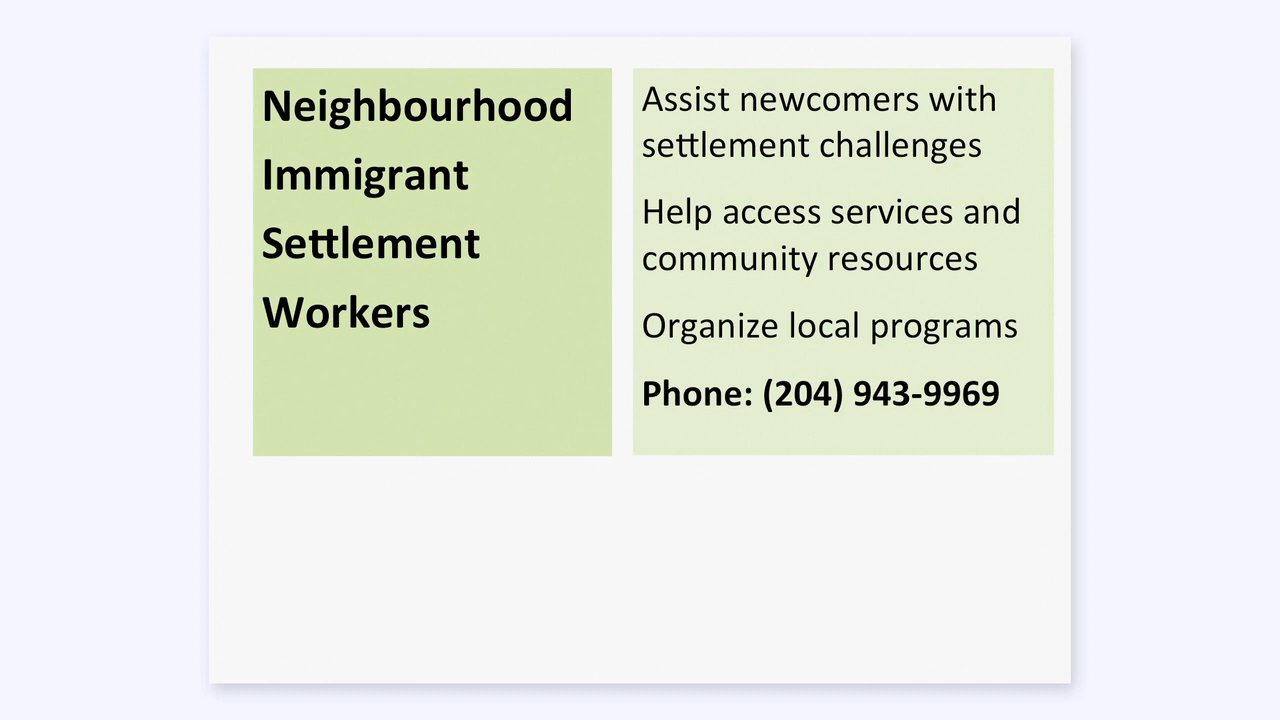 Neighbourhood
Immigrant
Settlement
Workers
Assist newcomers with
settlement challenges
Help access services and
community resources
Organize local programs
Phone: (204) 943-9969